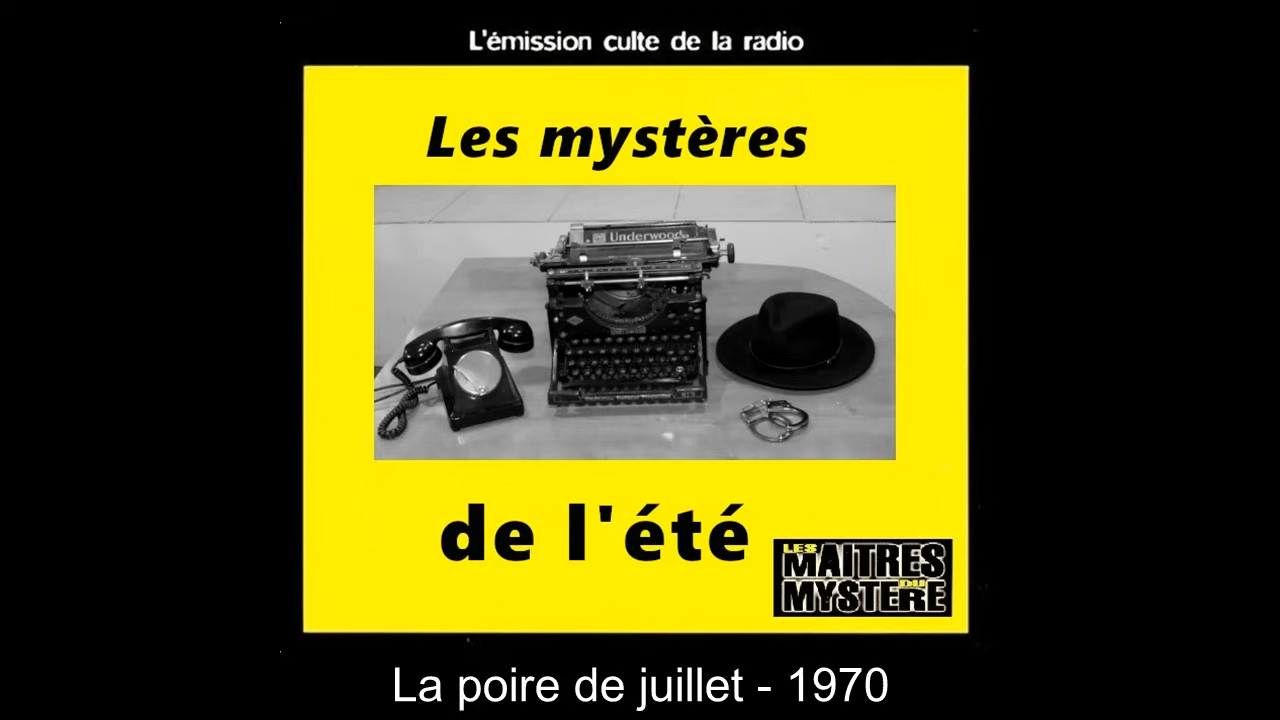 L'émission culte de la radio
Les mystères
Underwood
de l'été
LES
MAITRES
DU
MYSTERE
La poire de juillet - 1970